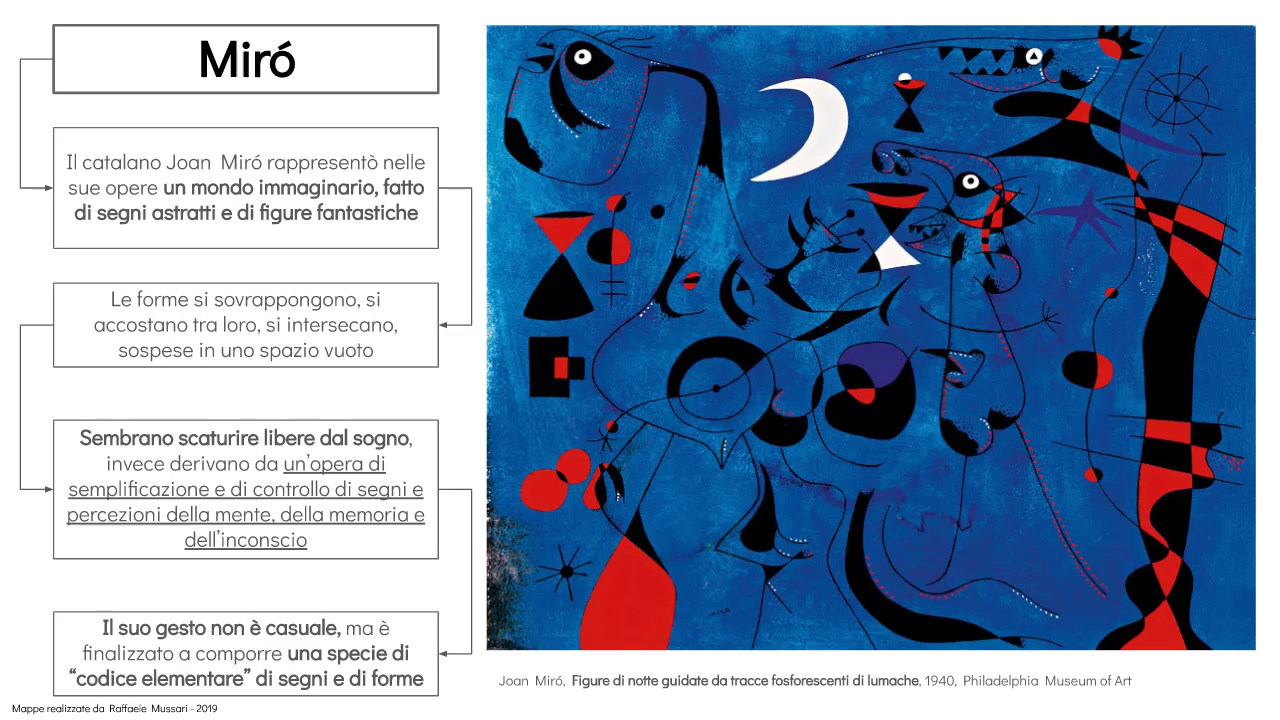 Miró
Il catalano Joan Miró rappresentò nelle
sue opere un mondo immaginario, fatto
di segni astratti e di figure fantastiche
Le forme si sovrappongono, si
accostano tra loro, si intersecano,
sospese in uno spazio vuoto
Sembrano scaturire libere dal sogno,
invece derivano da un’opera di
semplificazione e di controllo di segni e
percezioni della mente, della memoria e
dell’inconscio
Il suo gesto non è casuale, ma è
finalizzato a comporre una specie di
“codice elementare” di segni e di forme
Joan Miró, Figure di notte guidate da tracce fosforescenti di lumache, 1940, Philadelphia Museum of Art
Mappe realizzate da Raffaele Mussari - 2019